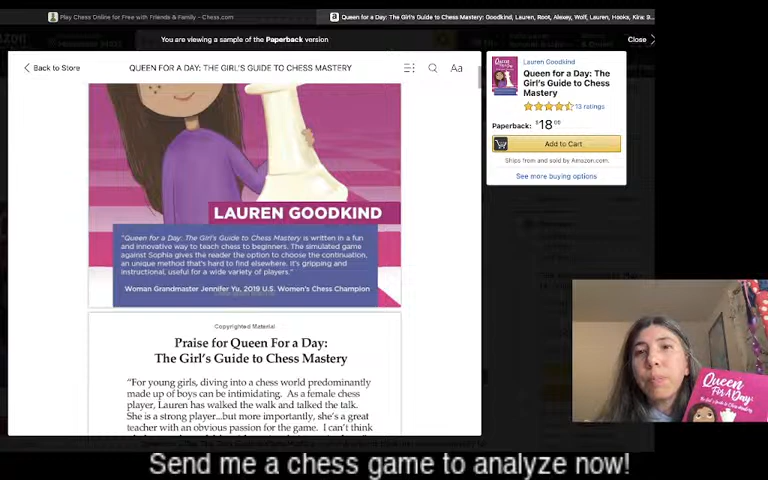 Play Chess Online for Free with Friends & Family - Chess.com
a Queen for a Day: The Girl's Guide to Chess Mastery: Goodkind, Lauren, Root, Alexey, Wolf, Lauren, Hooks, Kira: 9...
You are viewing a sample of the Paperback version
Close
Back to Store
QUEEN FOR A DAY: THE GIRL'S GUIDE TO CHESS MASTERY
Aa
LAUREN GOODKIND
"Queen for a Day: The Girl's Guide to Chess Mastery is written in a fun
and innovative way to teach chess to beginners. The simulated game
against Sophia gives the reader the option to choose the continuation,
an unique method that's hard to find elsewhere. It's gripping and
instructional, useful for a wide variety of players."
Woman Grandmaster Jennifer Yu, 2019 U.S. Women's Chess Champion
Copyrighted Material
Praise for Queen For a Day:
The Girl's Guide to Chess Mastery
"For young girls, diving into a chess world predominantly
made up of boys can be intimidating. As a female chess
player, Lauren has walked the walk and talked the talk.
She is a strong player...but more importantly, she's a great
teacher with an obvious passion for the game. I can't think
Lauren Goodkind
Queen for a Day: The
Girl's Guide to Chess
Mastery
13 ratings
Paperback: $18.00
Add to Cart
Ships from and sold by Amazon.com.
See more buying options
Queen
For A Day:
The Girl's Guide to Chess Mastery
Send me a chess game to analyze now!